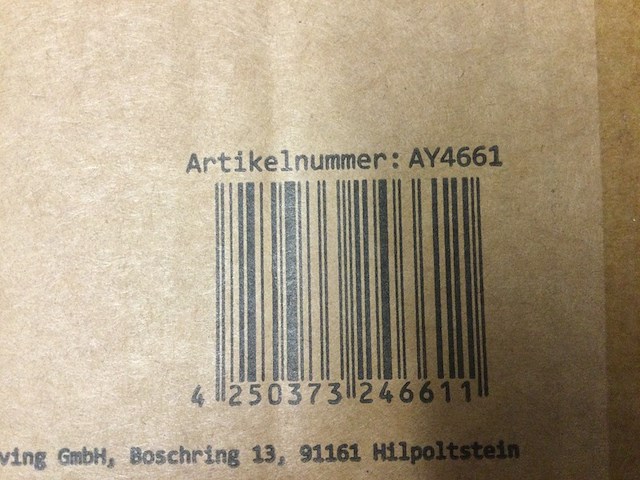 Artikelnummer: AY4661
4 250373 246611
ving GmbH, Boschring 13, 91161 Hilpoltstein